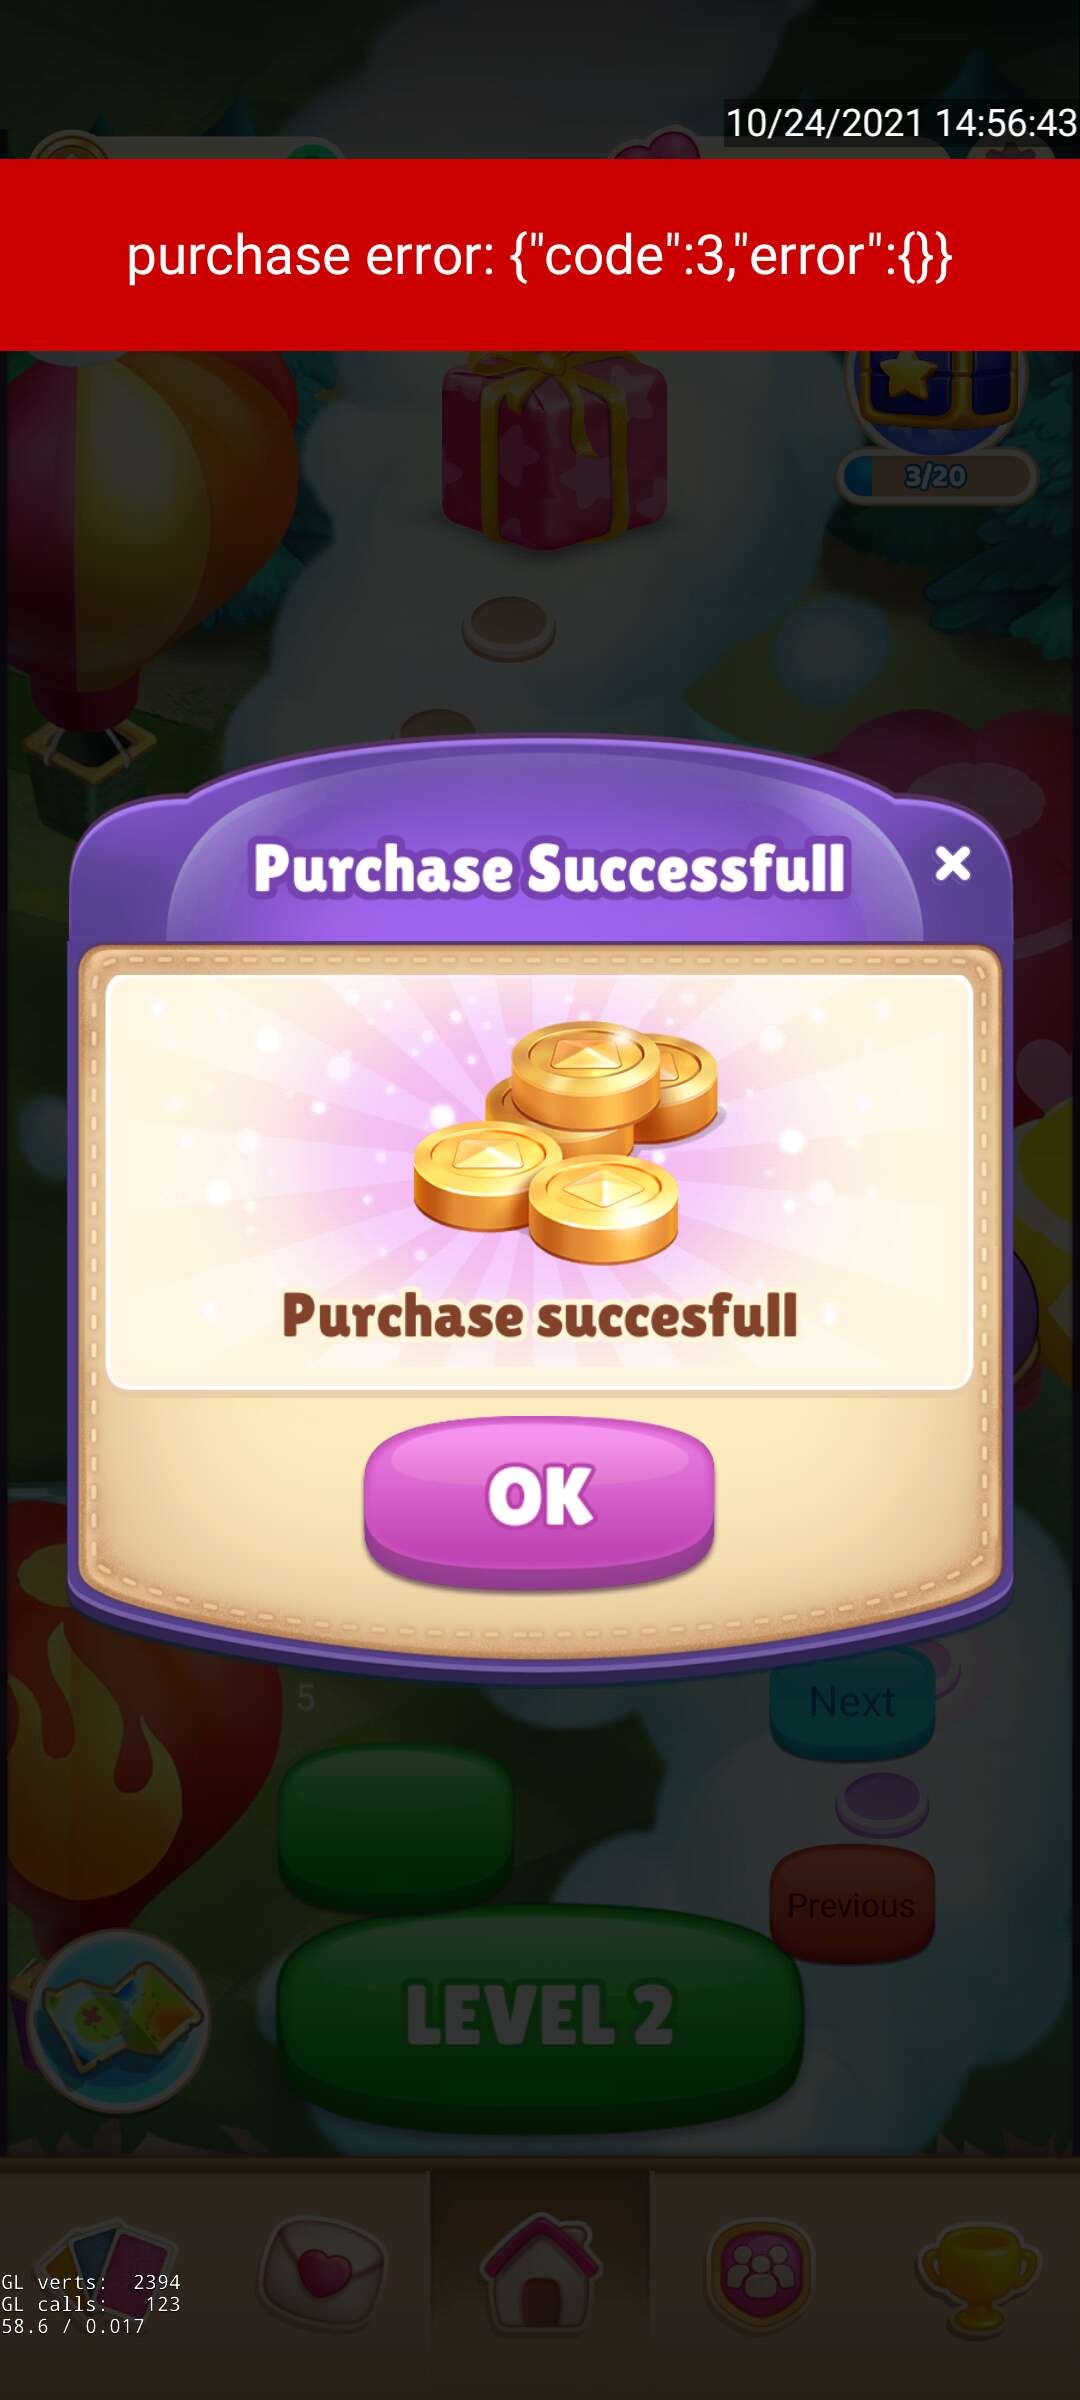 10/24/2021 14:56:43
purchase error: {"code":3,"error":{}}
3/20
Purchase Successfull
Purchase succesfull
OK
5
Next
Previous
LEVEL 2
GL verts: 2394
GL calls: 123
58.6 / 0.017